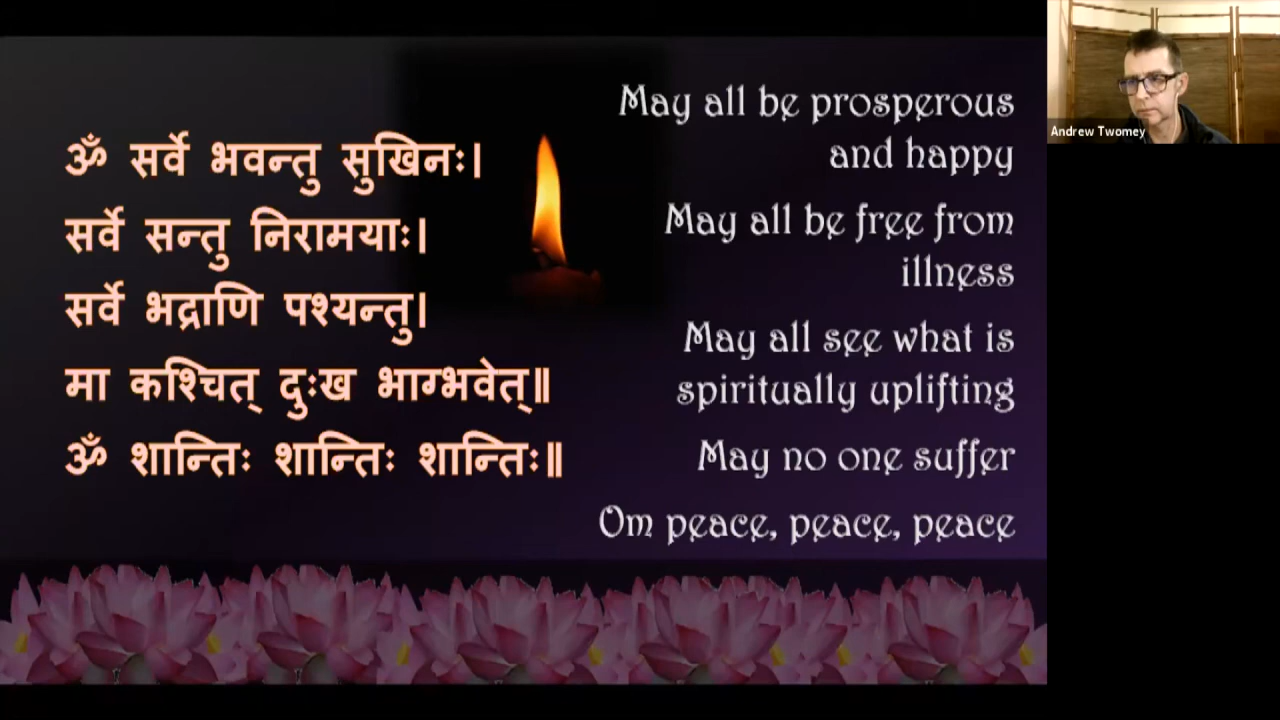 ॐ सर्वे भवन्तु सुखिनः।
सर्वे सन्तु निरामयाः।
सर्वे भद्राणि पश्यन्तु।
मा कश्चित् दुःख भाग्भवेत्॥
ॐ शान्तिः शान्तिः शान्तिः॥
May all be prosperous
and happy
May all be free from
illness
May all see what is
spiritually uplifting
May no one suffer
Om peace, peace, peace
Andrew Twomey